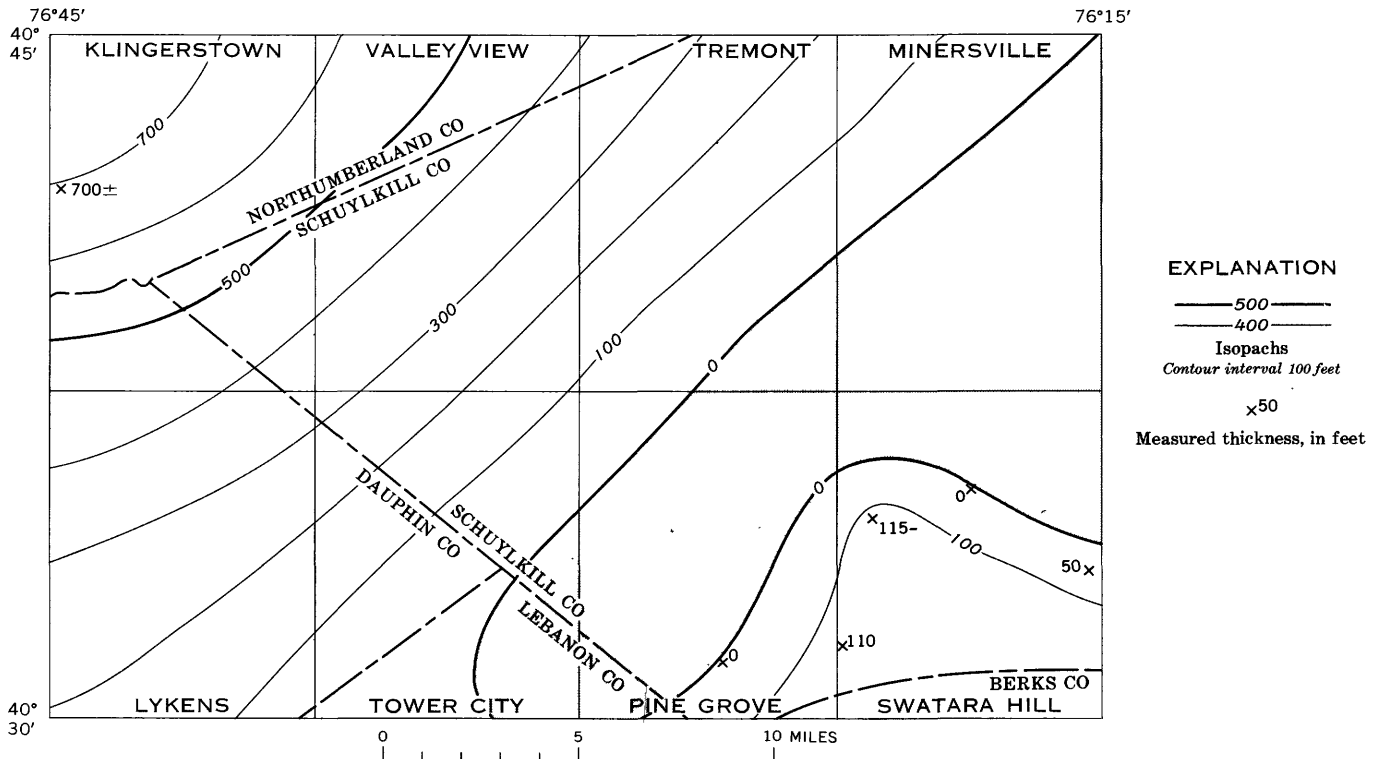 76°45′
76°15′
40°
45′
KLINGERSTOWN
VALLEY VIEW
TREMONT
MINERSVILLE
700
×700±
NORTHUMBERLAND CO
SCHUYLKILL CO
500
300
100
0
EXPLANATION
500
400
Isopachs
Contour interval 100 feet
×50
Measured thickness, in feet
DAUPHIN CO
SCHUYLKILL CO
LEBANON CO
0
0×
×115-
100
50×
×110
×0
BERKS CO
40°
30′
LYKENS
TOWER CITY
PINE GROVE
SWATARA HILL
0 5 10 MILES